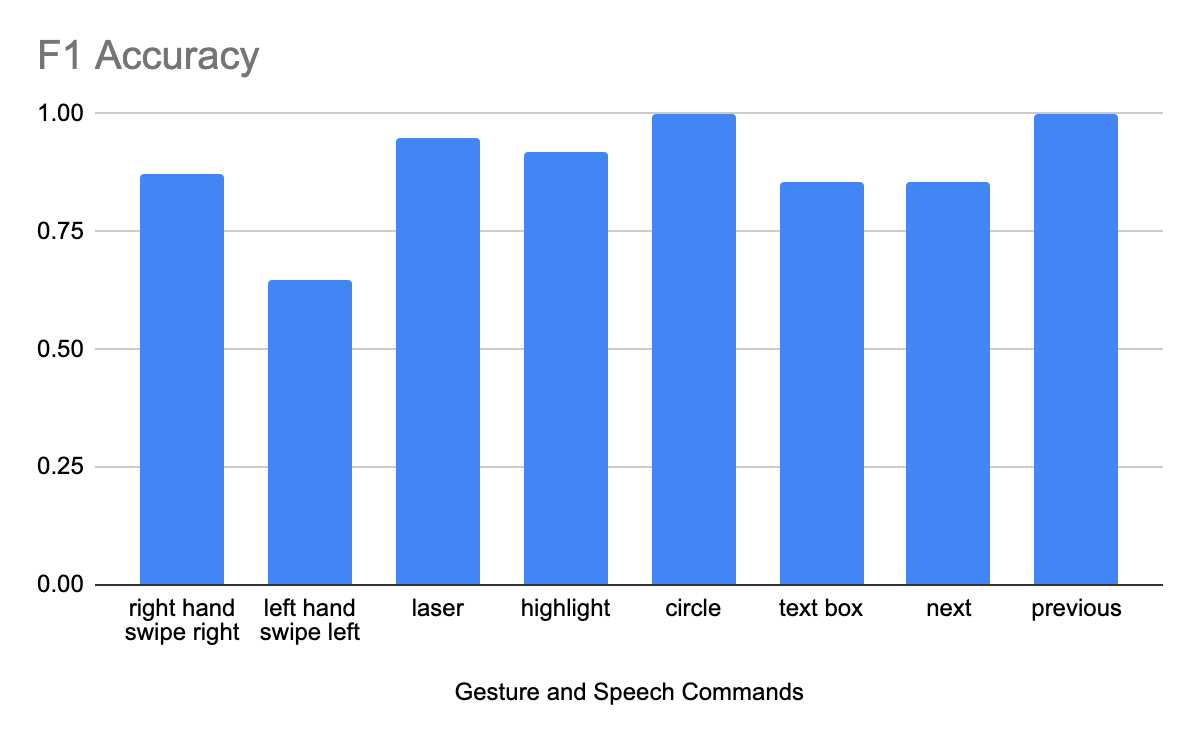 F1 Accuracy
1.00
0.75
0.50
0.25
0.00
right hand
swipe right
left hand
swipe left
laser
highlight
circle
text box
next
previous
Gesture and Speech Commands